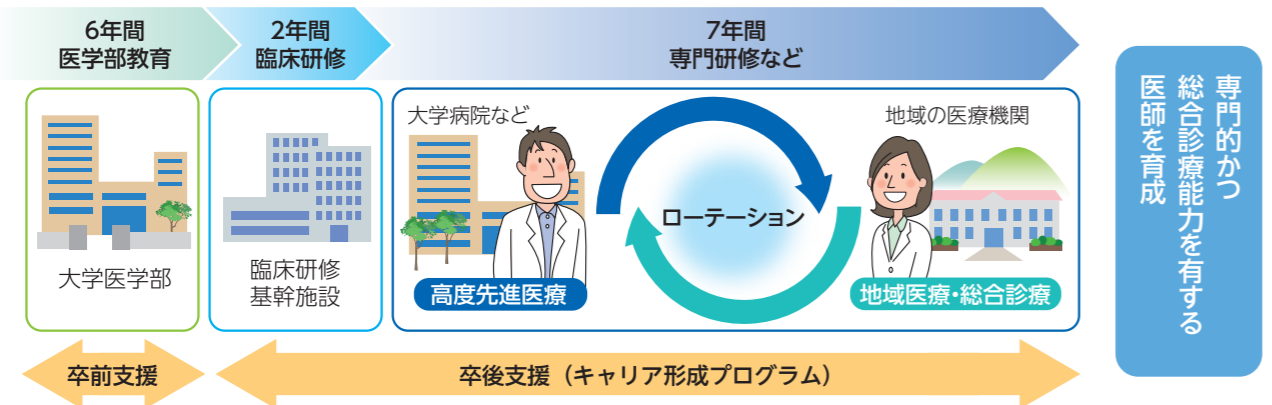 6年間
医学部教育
2年間
臨床研修
7年間
専門研修など
大学医学部
臨床研修
基幹施設
大学病院など
高度先進医療
ローテーション
地域の医療機関
地域医療・総合診療
専門的かつ
総合診療能力を有する
医師を育成
卒前支援
卒後支援（キャリア形成プログラム）